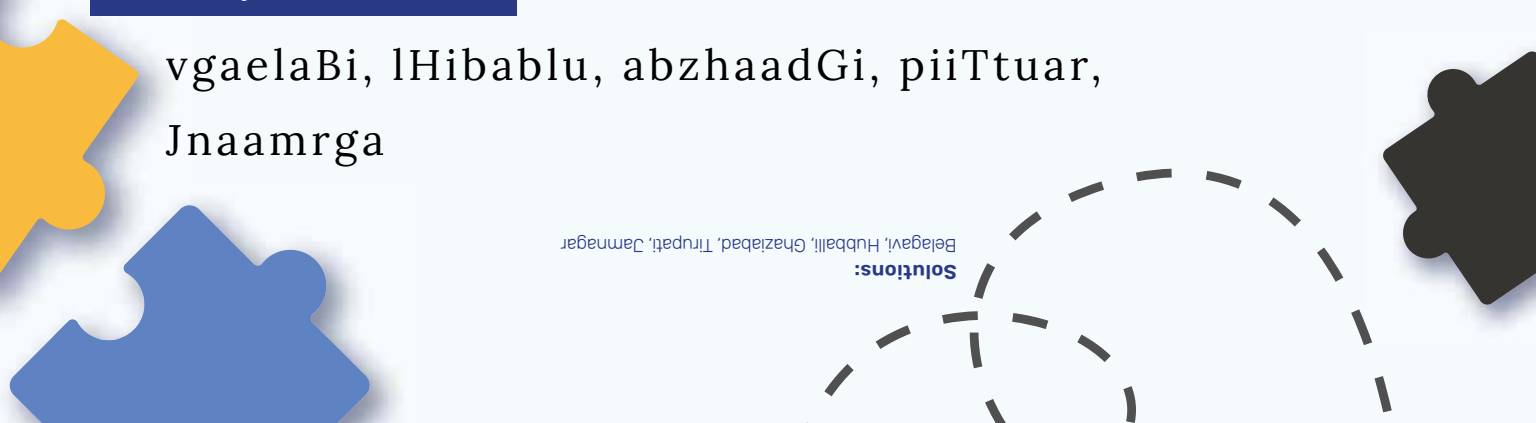 vgaelaBi, lHibablu, abzhaadGi, piiTtuar,
Jnaamrga
Solutions:
Belagavi, Hubballi, Ghaziabad, Tirupati, Jamnagar